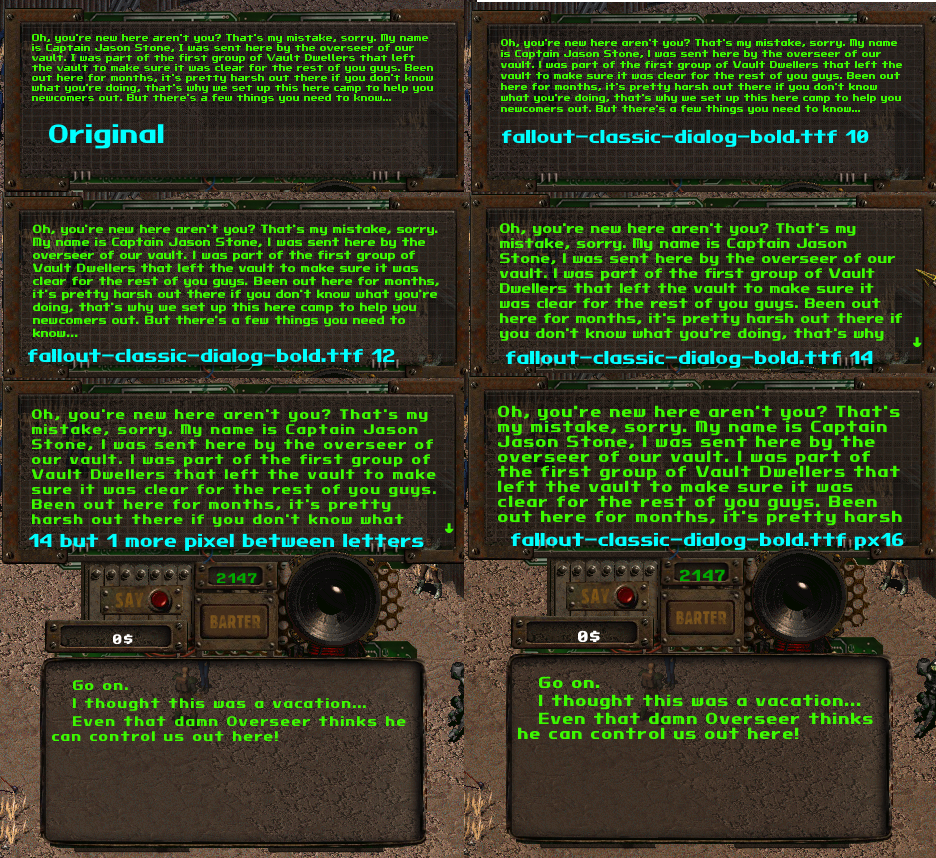 Oh, you're new here aren't you? That's my mistake, sorry. My name
is Captain Jason Stone, I was sent here by the overseer of our
vault. I was part of the first group of Vault Dwellers that left
the vault to make sure it was clear for the rest of you guys. Been
out here for months, it's pretty harsh out there if you don't know
what you're doing, that's why we set up this here camp to help you
newcomers out. But there's a few things you need to know...
Original
Oh, you're new here aren't you? That's my mistake, sorry. My name
is Captain Jason Stone, I was sent here by the overseer of our
vault. I was part of the first group of Vault Dwellers that left the
vault to make sure it was clear for the rest of you guys. Been out
here for months, it's pretty harsh out there if you don't know
what you're doing, that's why we set up this here camp to help you
newcomers out. But there's a few things you need to know...
fallout-classic-dialog-bold.ttf 10
Oh, you're new here aren't you? That's my mistake, sorry.
My name is Captain Jason Stone, I was sent here by the
overseer of our vault. I was part of the first group of
Vault Dwellers that left the vault to make sure it was
clear for the rest of you guys. Been out here for months,
it's pretty harsh out there if you don't know what you're
doing, that's why we set up this here camp to help you
newcomers out. But there's a few things you need to
know...
fallout-classic-dialog-bold.ttf 12
Oh, you're new here aren't you? That's my
mistake, sorry. My name is Captain Jason
Stone, I was sent here by the overseer of our
vault. I was part of the first group of Vault
Dwellers that left the vault to make sure it
was clear for the rest of you guys. Been out
here for months, it's pretty harsh out there if
you don't know what you're doing, that's why
fallout-classic-dialog-bold.ttf 14
Oh, you're new here aren't you? That's my
mistake, sorry. My name is Captain Jason
Stone, I was sent here by the overseer of
our vault. I was part of the first group of
Vault Dwellers that left the vault to make
sure it was clear for the rest of you guys.
Been out here for months, it's pretty
harsh out there if you don't know what
14 but 1 more pixel between letters
Oh, you're new here aren't you? That's
my mistake, sorry. My name is Captain
Jason Stone, I was sent here by the
overseer of our vault. I was part of
the first group of Vault Dwellers that
left the vault to make sure it was
clear for the rest of you guys. Been
out here for months, it's pretty harsh
fallout-classic-dialog-bold.ttf px16
2147
SAY
BARTER
0$
Go on.
I thought this was a vacation...
Even that damn Overseer thinks he
can control us out here!
2147
SAY
BARTER
0$
Go on.
I thought this was a vacation...
Even that damn Overseer thinks
he can control us out here!